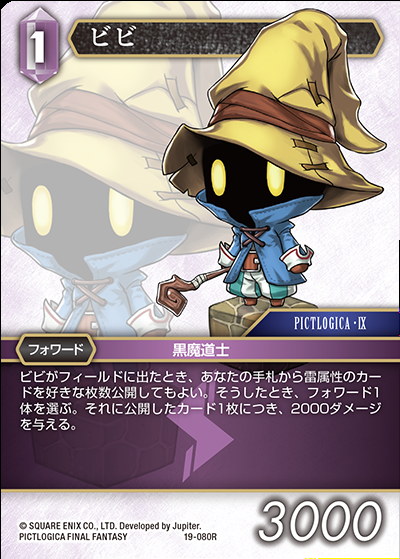 1
ビビ
PICTLOGICA・IX
フォワード
黒魔道士
ビビがフィールドに出たとき、あなたの手札から雷属性のカー
ドを好きな枚数公開してもよい。そうしたとき、フォワード1
体を選ぶ。それに公開したカード1枚につき、2000ダメージ
を与える。
© SQUARE ENIX CO., LTD. Developed by Jupiter.
PICTLOGICA FINAL FANTASY
19-080R
3000